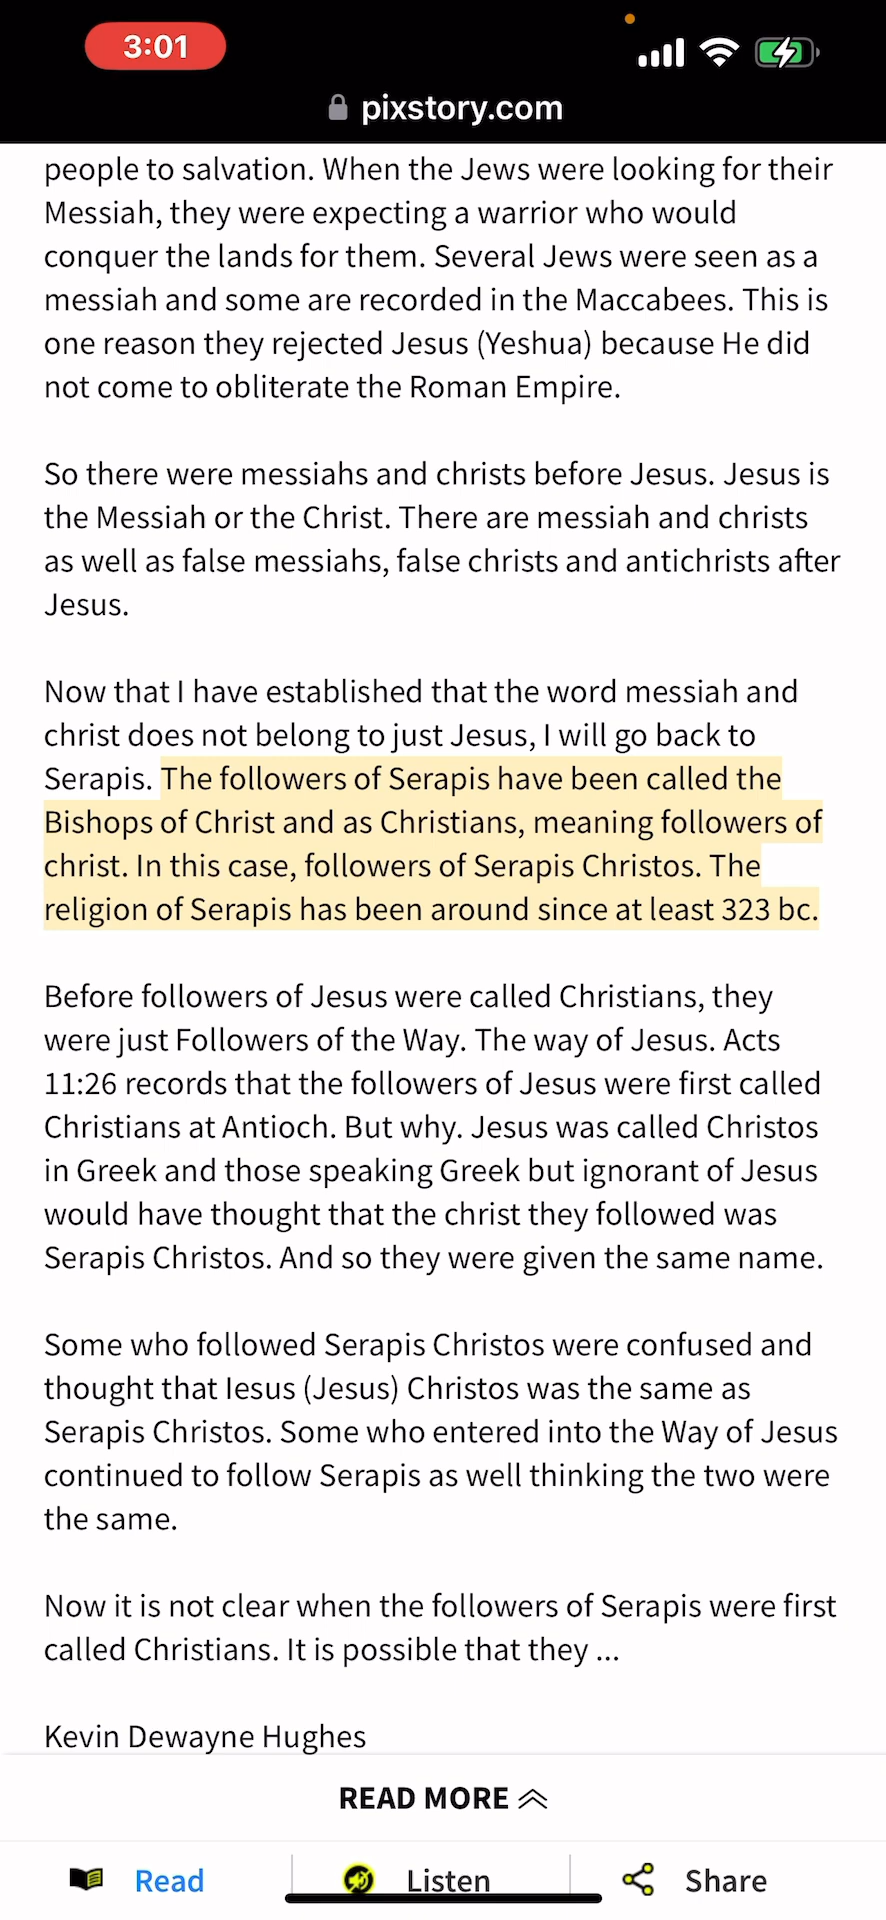 3:01
pixstory.com
people to salvation. When the Jews were looking for their
Messiah, they were expecting a warrior who would
conquer the lands for them. Several Jews were seen as a
messiah and some are recorded in the Maccabees. This is
one reason they rejected Jesus (Yeshua) because He did
not come to obliterate the Roman Empire.
So there were messiahs and christs before Jesus. Jesus is
the Messiah or the Christ. There are messiah and christs
as well as false messiahs, false christs and antichrists after
Jesus.
Now that I have established that the word messiah and
christ does not belong to just Jesus, I will go back to
Serapis. The followers of Serapis have been called the
Bishops of Christ and as Christians, meaning followers of
christ. In this case, followers of Serapis Christos. The
religion of Serapis has been around since at least 323 bc.
Before followers of Jesus were called Christians, they
were just Followers of the Way. The way of Jesus. Acts
11:26 records that the followers of Jesus were first called
Christians at Antioch. But why. Jesus was called Christos
in Greek and those speaking Greek but ignorant of Jesus
would have thought that the christ they followed was
Serapis Christos. And so they were given the same name.
Some who followed Serapis Christos were confused and
thought that Iesus (Jesus) Christos was the same as
Serapis Christos. Some who entered into the Way of Jesus
continued to follow Serapis as well thinking the two were
the same.
Now it is not clear when the followers of Serapis were first
called Christians. It is possible that they ...
Kevin Dewayne Hughes
READ MORE
Read
Listen
Share